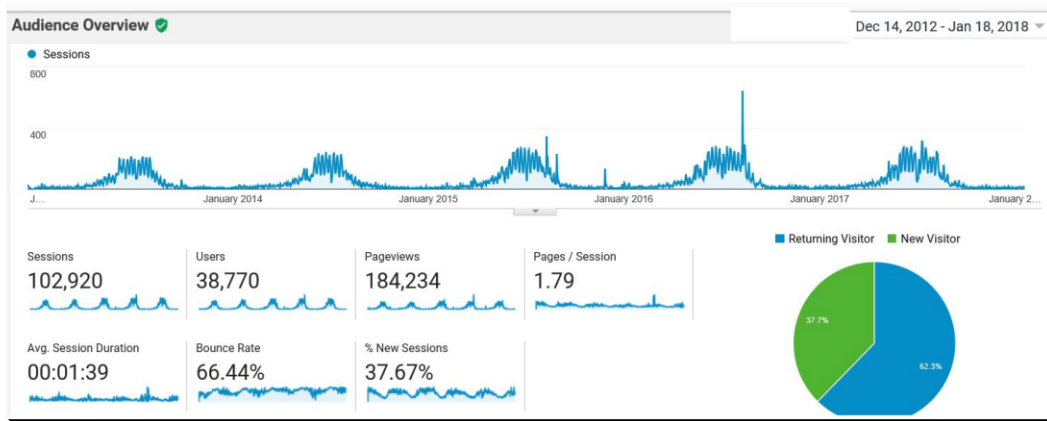 Audience Overview
Dec 14, 2012 - Jan 18, 2018
Sessions
800
400
J...
January 2014
January 2015
January 2016
January 2017
January 2...
Returning Visitor
New Visitor
Sessions
102,920
Users
38,770
Pageviews
184,234
Pages / Session
1.79
37.7%
62.3%
Avg. Session Duration
00:01:39
Bounce Rate
66.44%
% New Sessions
37.67%